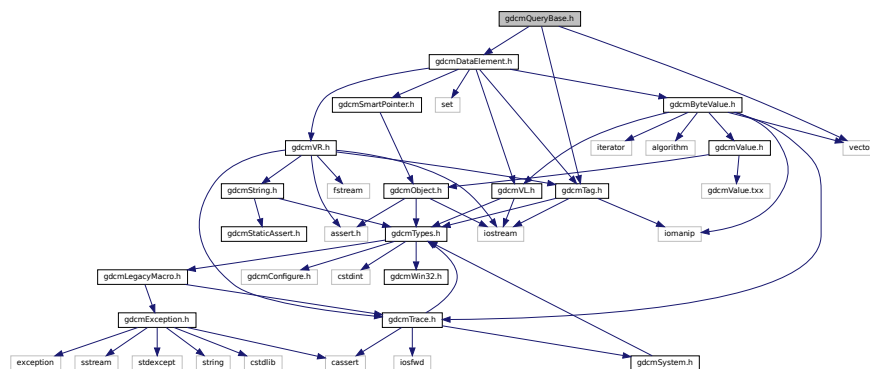 gdcmQueryBase.h
gdcmDataElement.h
gdcmSmartPointer.h
set
gdcmByteValue.h
gdcmVR.h
iterator
algorithm
gdcmValue.h
vecto
gdcmString.h
fstream
gdcmObject.h
gdcmVL.h
gdcmTag.h
gdcmValue.txx
gdcmStaticAssert.h
assert.h
gdcmTypes.h
iostream
iomanip
gdcmLegacyMacro.h
gdcmConfigure.h
cstdint
gdcmWin32.h
gdcmException.h
gdcmTrace.h
exception
sstream
stdexcept
string
cstdlib
cassert
iosfwd
gdcmSystem.h